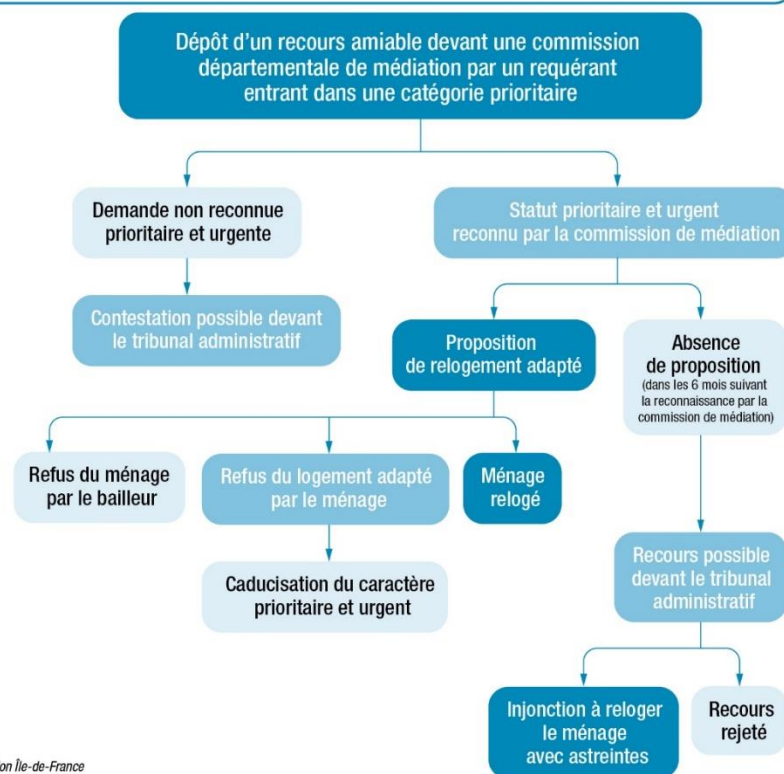 Dépôt d'un recours amiable devant une commission
départementale de médiation par un requérant
entrant dans une catégorie prioritaire
Demande non reconnue
prioritaire et urgente
Statut prioritaire et urgent
reconnu par la commission de médiation
Contestation possible devant
le tribunal administratif
Proposition
de relogement adapté
Absence
de proposition
(dans les 6 mois suivant
la reconnaissance par la
commission de médiation)
Refus du ménage
par le bailleur
Refus du logement adapté
par le ménage
Ménage
relogé
Caducisation du caractère
prioritaire et urgent
Recours possible
devant le tribunal
administratif
Injonction à reloger
le ménage
avec astreintes
Recours
rejeté
Île-de-France